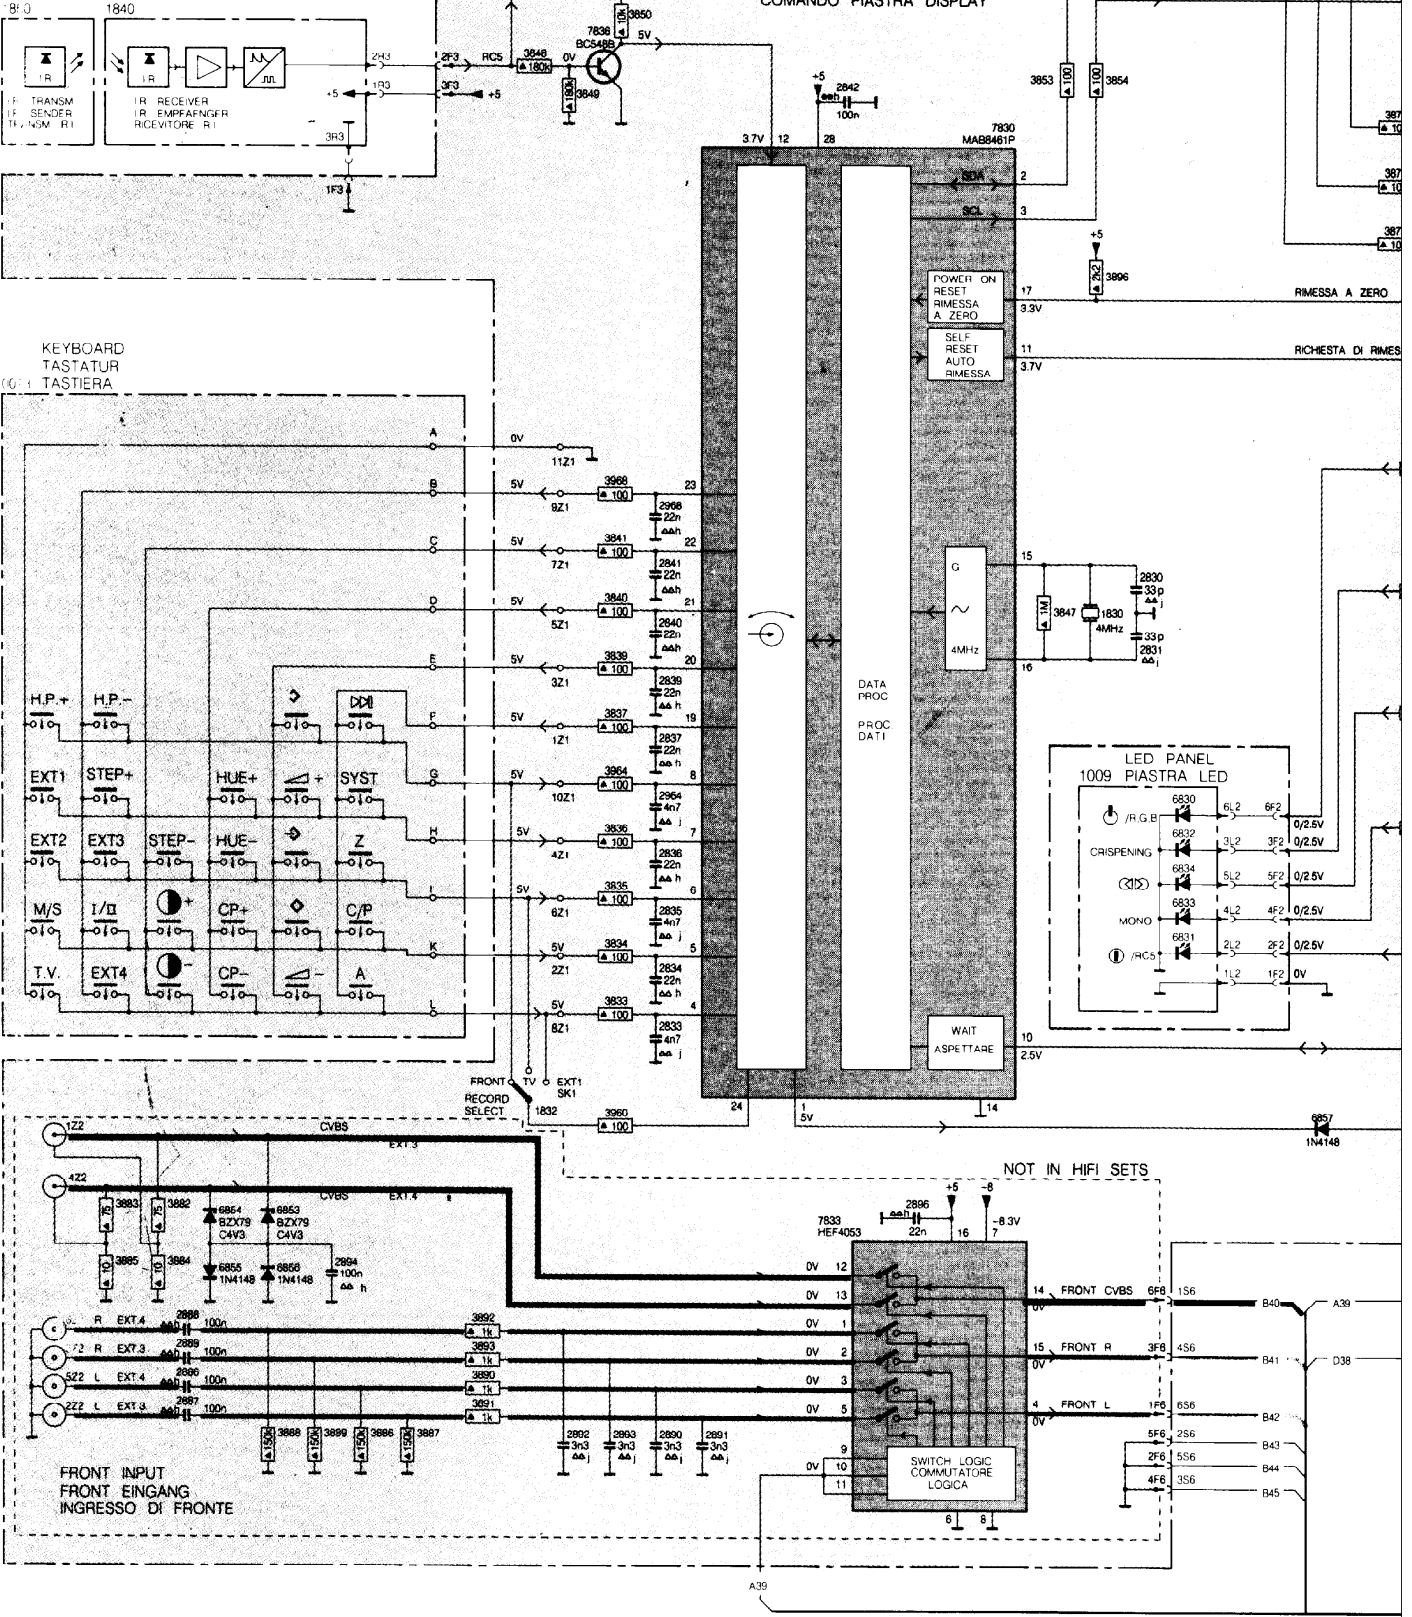 COMANDO PIASTRA DISPLAY
1840
IR
IR
IR RECEIVER
IR EMPFAENGER
RICEVITORE R I
TRANSM
SENDER
2R3
1R3
3R3
1F3
2F3
3F3
+5
+5
RC5
3848
180k
0V
3849
180k
7836
BC548B
3850
10k
5V
+5
2842
100n
3.7V
12
28
7830
MAB8461P
3853
100
3854
100
SDA
2
SCL
3
+5
2k2
3896
POWER ON
RESET
RIMESSA
A ZERO
17
3.3V
RIMESSA A ZERO
SELF
RESET
AUTO
RIMESSA
11
3.7V
RICHIESTA DI RIMES
KEYBOARD
TASTATUR
TASTIERA
A
0V
11Z1
B
5V
9Z1
3968
100
23
2968
22n
C
5V
7Z1
3841
100
22
2841
22n
D
5V
5Z1
3840
100
21
2840
22n
E
5V
3Z1
3839
100
20
2839
22n
F
5V
1Z1
3837
100
19
2837
22n
G
5V
10Z1
3964
100
8
2964
4n7
H
5V
4Z1
3836
100
7
2836
22n
I
5V
6Z1
3835
100
6
2835
4n7
K
5V
2Z1
3834
100
5
2834
22n
L
5V
8Z1
3833
100
4
2833
4n7
H.P.+
H.P.-
EXT1
STEP+
HUE+
+
SYST
EXT2
EXT3
STEP-
HUE-
Z
M/S
I/II
+
CP+
C/P
T.V.
EXT4
-
CP-
-
A
G
4MHz
15
16
1M
3847
1830
4MHz
2830
33p
33p
2831
DATA
PROC
PROC
DATI
LED PANEL
1009 PIASTRA LED
/R.G.B
6830
6L2
6F2
0/2.5V
CRISPENING
6832
3L2
3F2
0/2.5V
6834
5L2
5F2
0/2.5V
MONO
6833
4L2
4F2
0/2.5V
/RC5
6831
2L2
2F2
0/2.5V
1L2
1F2
0V
WAIT
ASPETTARE
10
2.5V
14
24
1
5V
FRONT
TV
EXT1
SK1
RECORD
SELECT
1832
3960
100
6857
1N4148
1Z2
CVBS
EXT.3
4Z2
CVBS
EXT.4
75
3883
75
3882
10
3885
10
3884
6854
BZX79
C4V3
6853
BZX79
C4V3
6855
1N4148
6856
1N4148
2894
100n
NOT IN HIFI SETS
7833
HEF4053
2896
22n
+5
-8
16
7
-8.3V
0V
12
0V
13
0V
1
0V
2
0V
3
0V
5
9
0V
10
11
6
8
SWITCH LOGIC
COMMUTATORE
LOGICA
R EXT.4
2888
100n
3892
1k
R EXT.3
2889
100n
3893
1k
5Z2
L EXT.4
2886
100n
3890
1k
2Z2
L EXT.3
2887
100n
3891
1k
150k
3888
150k
3899
150k
3886
150k
3887
2892
3n3
2893
3n3
2890
3n3
2891
3n3
14
0V
FRONT CVBS
6F6
1S6
B40
A39
15
0V
FRONT R
3F6
4S6
B41
D38
4
0V
FRONT L
1F6
6S6
B42
5F6
2S6
B43
2F6
5S6
B44
4F6
3S6
B45
FRONT INPUT
FRONT EINGANG
INGRESSO DI FRONTE
A39